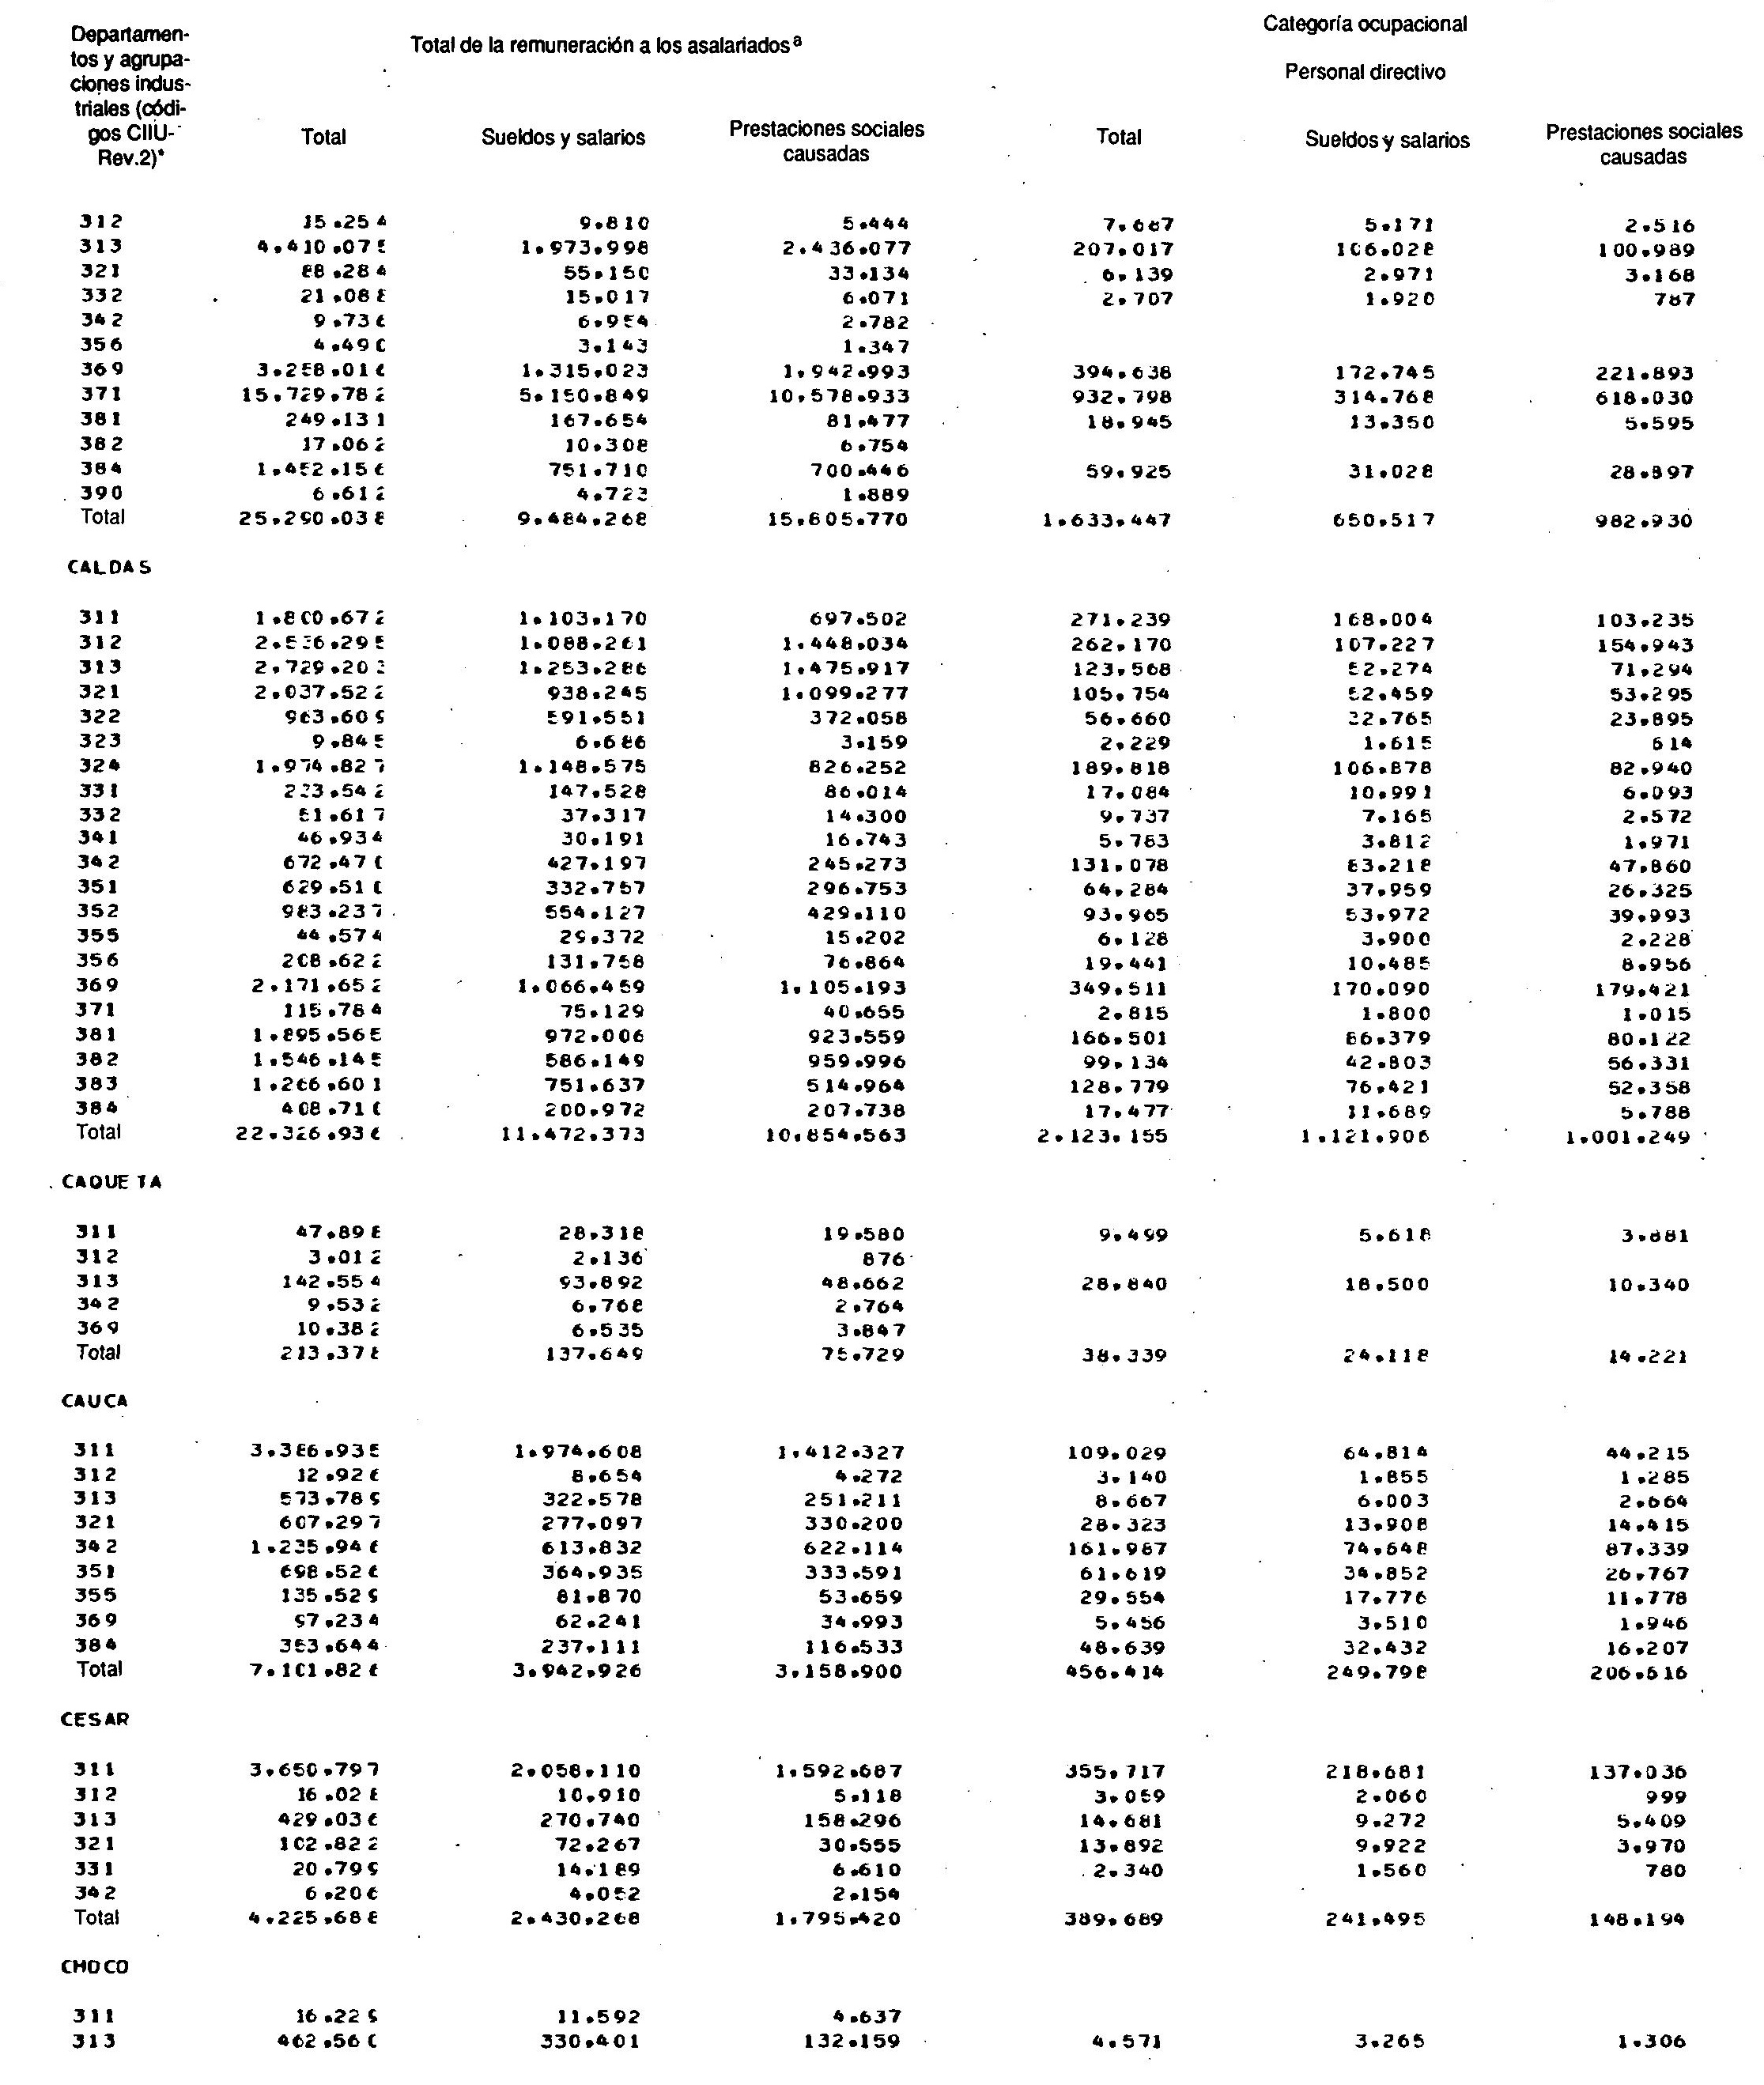 Departamen-
tos y agrupa-
ciones indus-
triales (códi-
gos CIIU-
Rev.2)*
Total de la remuneración a los asalariados a
Categoría ocupacional
Personal directivo
Total Sueldos y salarios Prestaciones sociales causadas Total Sueldos y salarios Prestaciones sociales causadas
312 15.254 9.810 5.444 7.687 5.171 2.516
313 4.410.075 1.973.998 2.436.077 207.017 106.028 100.989
321 88.284 55.150 33.134 6.139 2.971 3.168
332 21.088 15.017 6.071 2.707 1.920 787
342 9.736 6.954 2.782
356 4.490 3.143 1.347
369 3.258.016 1.315.023 1.942.993 394.638 172.745 221.893
371 15.729.782 5.150.849 10.578.933 932.798 314.768 618.030
381 249.131 167.654 81.477 18.945 13.350 5.595
382 17.062 10.308 6.754
384 1.452.156 751.710 700.446 59.925 31.028 28.897
390 6.612 4.723 1.889
Total 25.290.038 9.484.268 15.805.770 1.633.447 650.517 982.930
CALDAS
311 1.800.672 1.103.170 697.502 271.239 168.004 103.235
312 2.536.295 1.088.261 1.448.034 262.170 107.227 154.943
313 2.729.203 1.253.286 1.475.917 123.568 52.274 71.294
321 2.037.522 938.245 1.099.277 105.754 52.459 53.295
322 963.609 591.551 372.058 56.660 32.765 23.895
323 9.845 6.686 3.159 2.229 1.615 614
324 1.974.827 1.148.575 826.252 189.818 106.878 82.940
331 233.542 147.528 86.014 17.084 10.991 6.093
332 51.617 37.317 14.300 9.737 7.165 2.572
341 46.934 30.191 16.743 5.783 3.812 1.971
342 672.470 427.197 245.273 131.078 83.218 47.860
351 629.510 332.757 296.753 64.284 37.959 26.325
352 983.237 554.127 429.110 93.965 53.972 39.993
355 44.574 29.372 15.202 6.128 3.900 2.228
356 208.622 131.758 76.864 19.441 10.485 8.956
369 2.171.652 1.066.459 1.105.193 349.511 170.090 179.421
371 115.784 75.129 40.655 2.815 1.800 1.015
381 1.895.565 972.006 923.559 166.501 86.379 80.122
382 1.546.145 586.149 959.996 99.134 42.803 56.331
383 1.266.601 751.637 514.964 128.779 76.421 52.358
384 408.710 200.972 207.738 17.477 11.689 5.788
Total 22.326.936 11.472.373 10.854.563 2.123.155 1.121.906 1.001.249
CAQUETA
311 47.898 28.318 19.580 9.499 5.618 3.881
312 3.012 2.136 876
313 142.554 93.892 48.662 28.840 18.500 10.340
342 9.532 6.768 2.764
369 10.382 6.535 3.847
Total 213.378 137.649 75.729 38.339 24.118 14.221
CAUCA
311 3.386.935 1.974.608 1.412.327 109.029 64.814 44.215
312 12.926 8.654 4.272 3.140 1.855 1.285
313 573.789 322.578 251.211 8.667 6.003 2.664
321 607.297 277.097 330.200 28.323 13.908 14.415
342 1.235.946 613.832 622.114 161.987 74.648 87.339
351 698.526 364.935 333.591 61.619 34.852 26.767
355 135.529 81.870 53.659 29.554 17.776 11.778
369 97.234 62.241 34.993 5.456 3.510 1.946
384 353.644 237.111 116.533 48.639 32.432 16.207
Total 7.101.826 3.942.926 3.158.900 456.414 249.798 206.616
CESAR
311 3.650.797 2.058.110 1.592.687 355.717 218.681 137.036
312 16.028 10.910 5.118 3.059 2.060 999
313 429.036 270.740 158.296 14.681 9.272 5.409
321 102.822 72.267 30.555 13.892 9.922 3.970
331 20.799 14.189 6.610 2.340 1.560 780
342 6.206 4.052 2.154
Total 4.225.688 2.430.268 1.795.420 389.689 241.495 148.194
CHOCO
311 16.229 11.592 4.637
313 462.560 330.401 132.159 4.571 3.265 1.306